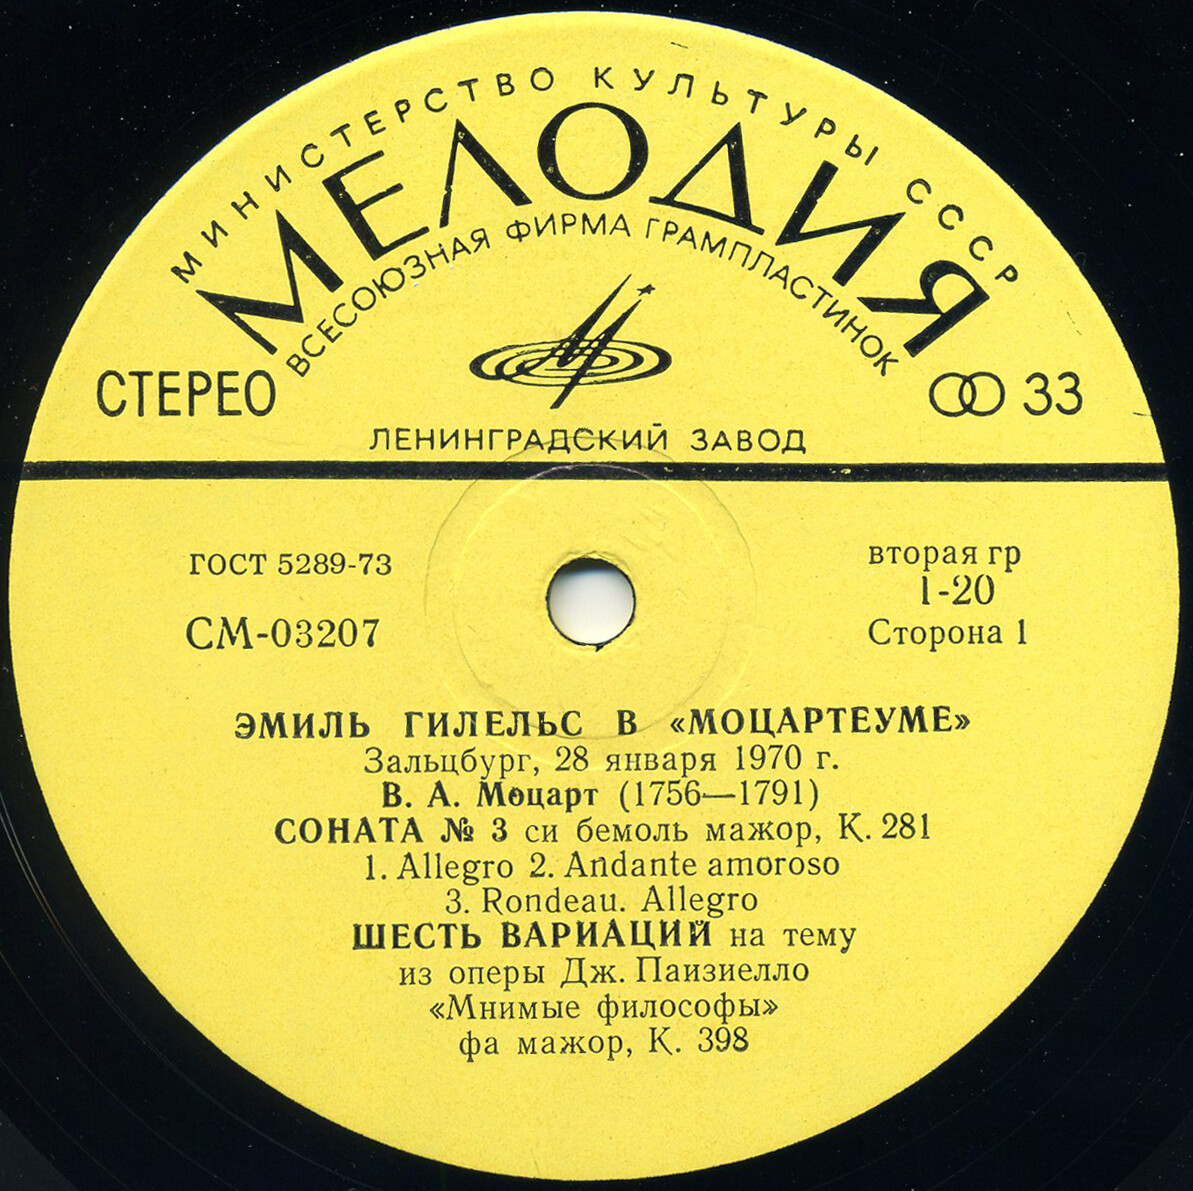 МИНИСТЕРСТВО КУЛЬТУРЫ СССР
МЕЛОДИЯ
ВСЕСОЮЗНАЯ ФИРМА ГРАМПЛАСТИНОК
СТЕРЕО
33
ЛЕНИНГРАДСКИЙ ЗАВОД
ГОСТ 5289-73
СМ-03207
вторая гр
1-20
Сторона 1
ЭМИЛЬ ГИЛЕЛЬС В «МОЦАРТЕУМЕ»
Зальцбург, 28 января 1970 г.
В. А. Моцарт (1756—1791)
СОНАТА № 3 си бемоль мажор, К. 281
1. Allegro 2. Andante amoroso
3. Rondeau. Allegro
ШЕСТЬ ВАРИАЦИЙ на тему
из оперы Дж. Паизиелло
«Мнимые философы»
фа мажор, К. 398